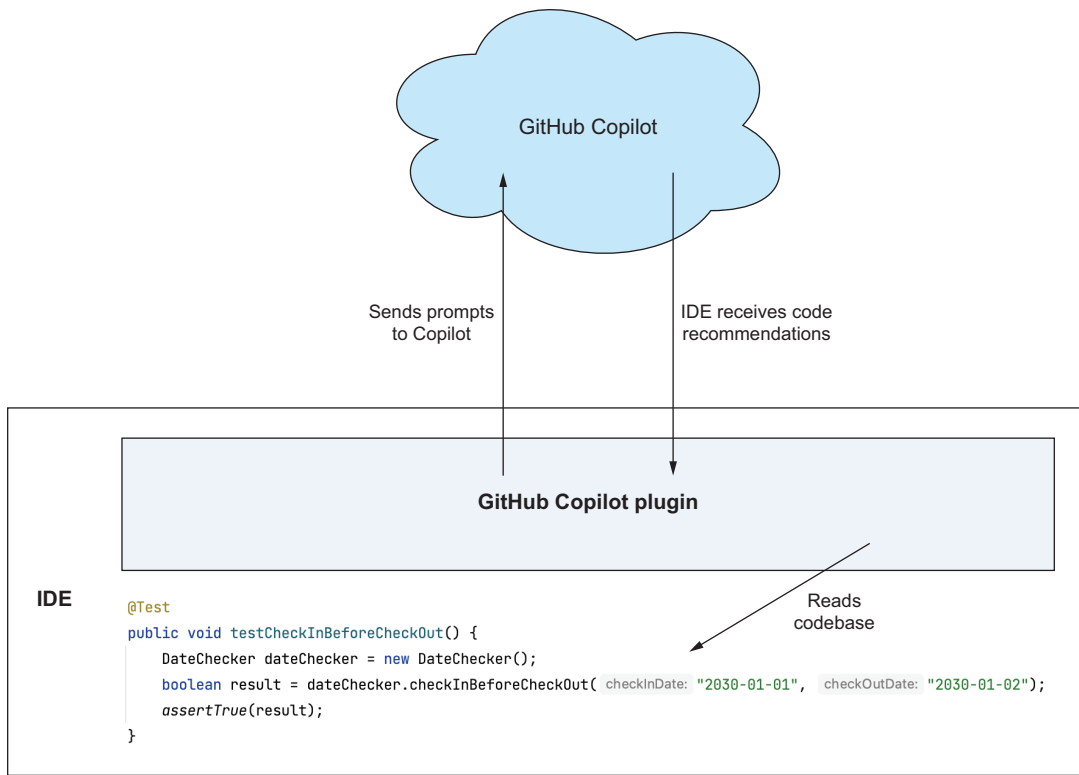 GitHub Copilot
Sends prompts
to Copilot
IDE receives code
recommendations
GitHub Copilot plugin
IDE
Reads
codebase
@Test
public void testCheckInBeforeCheckOut() {
    DateChecker dateChecker = new DateChecker();
    boolean result = dateChecker.checkInBeforeCheckOut( checkInDate: "2030-01-01", checkOutDate: "2030-01-02");
    assertTrue(result);
}